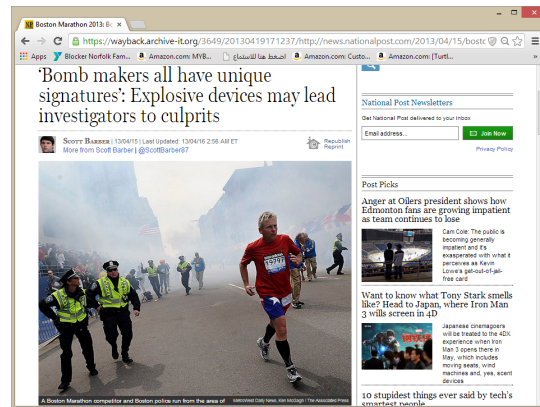 Boston Marathon 2013: Bo
https://wayback.archive-it.org/3649/20130419171237/http://news.nationalpost.com/2013/04/15/bostc
Apps Blocker Norfolk Fam... Amazon.com: MYB... اضغط هنا للاستماع Amazon.com: Custo... Amazon.com: [Turtl...
'Bomb makers all have unique
signatures': Explosive devices may lead
investigators to culprits
SCOTT BARBER | 13/04/15 | Last Updated: 13/04/16 2:56 AM ET
More from Scott Barber | @ScottBarber87
Republish
Reprint
19797
A Boston Marathon competitor and Boston police run from the area of
MetroWest Daily News, Ken McGagh / The Associated Press
National Post Newsletters
Get National Post delivered to your inbox
Email address...
Join Now
Privacy Policy
Post Picks
Anger at Oilers president shows how
Edmonton fans are growing impatient
as team continues to lose
Cam Cole: The public is
becoming generally
impatient and it's
exasperated with what it
perceives as Kevin
Lowe's get-out-of-jail-
free card
Want to know what Tony Stark smells
like? Head to Japan, where Iron Man
3 wills screen in 4D
Japanese cinemagoers
will be treated to the 4DX
experience when Iron
Man 3 opens there in
May, which includes
moving seats, wind
machines and, yes, scent
devices
10 stupidest things ever said by tech's
smartest people